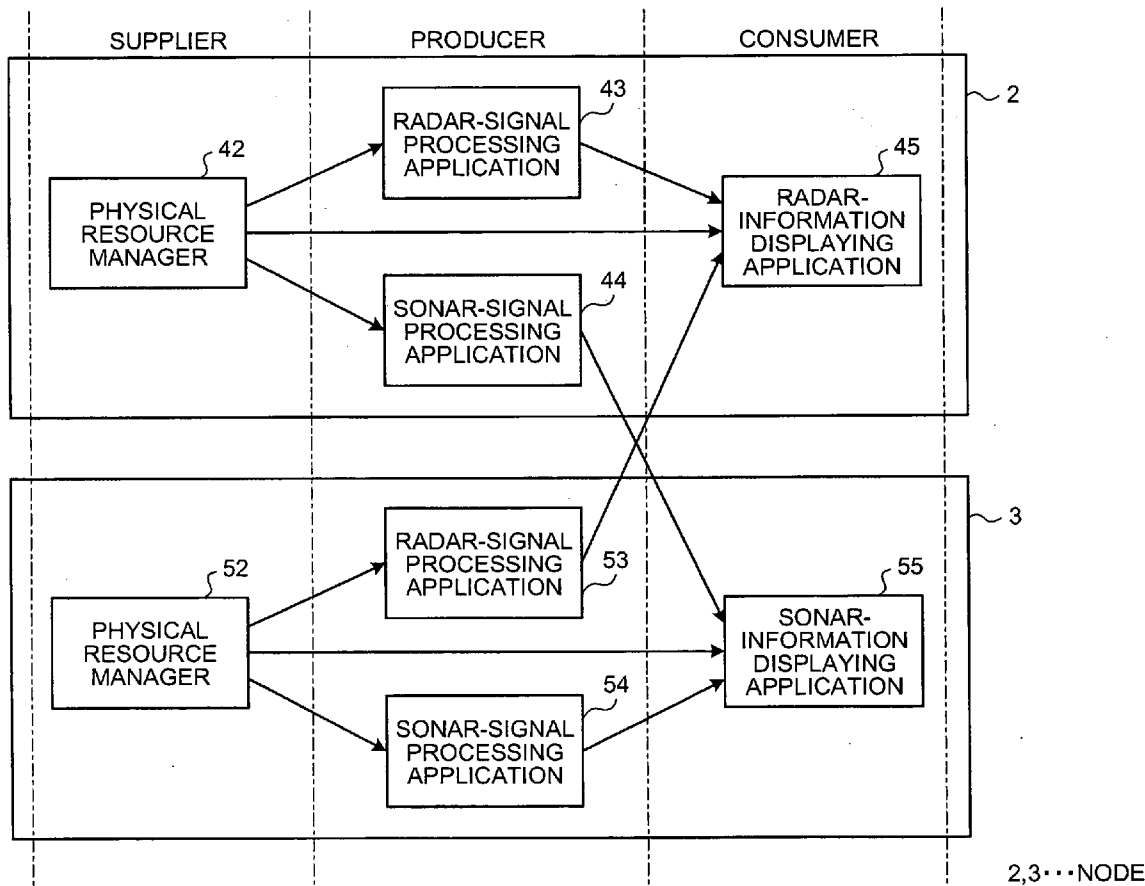 SUPPLIER PRODUCER CONSUMER
2
43
RADAR-SIGNAL
PROCESSING
APPLICATION
42
PHYSICAL
RESOURCE
MANAGER
45
RADAR-
INFORMATION
DISPLAYING
APPLICATION
44
SONAR-SIGNAL
PROCESSING
APPLICATION
3
RADAR-SIGNAL
PROCESSING
APPLICATION
53
52
PHYSICAL
RESOURCE
MANAGER
55
SONAR-
INFORMATION
DISPLAYING
APPLICATION
54
SONAR-SIGNAL
PROCESSING
APPLICATION
2,3···NODE